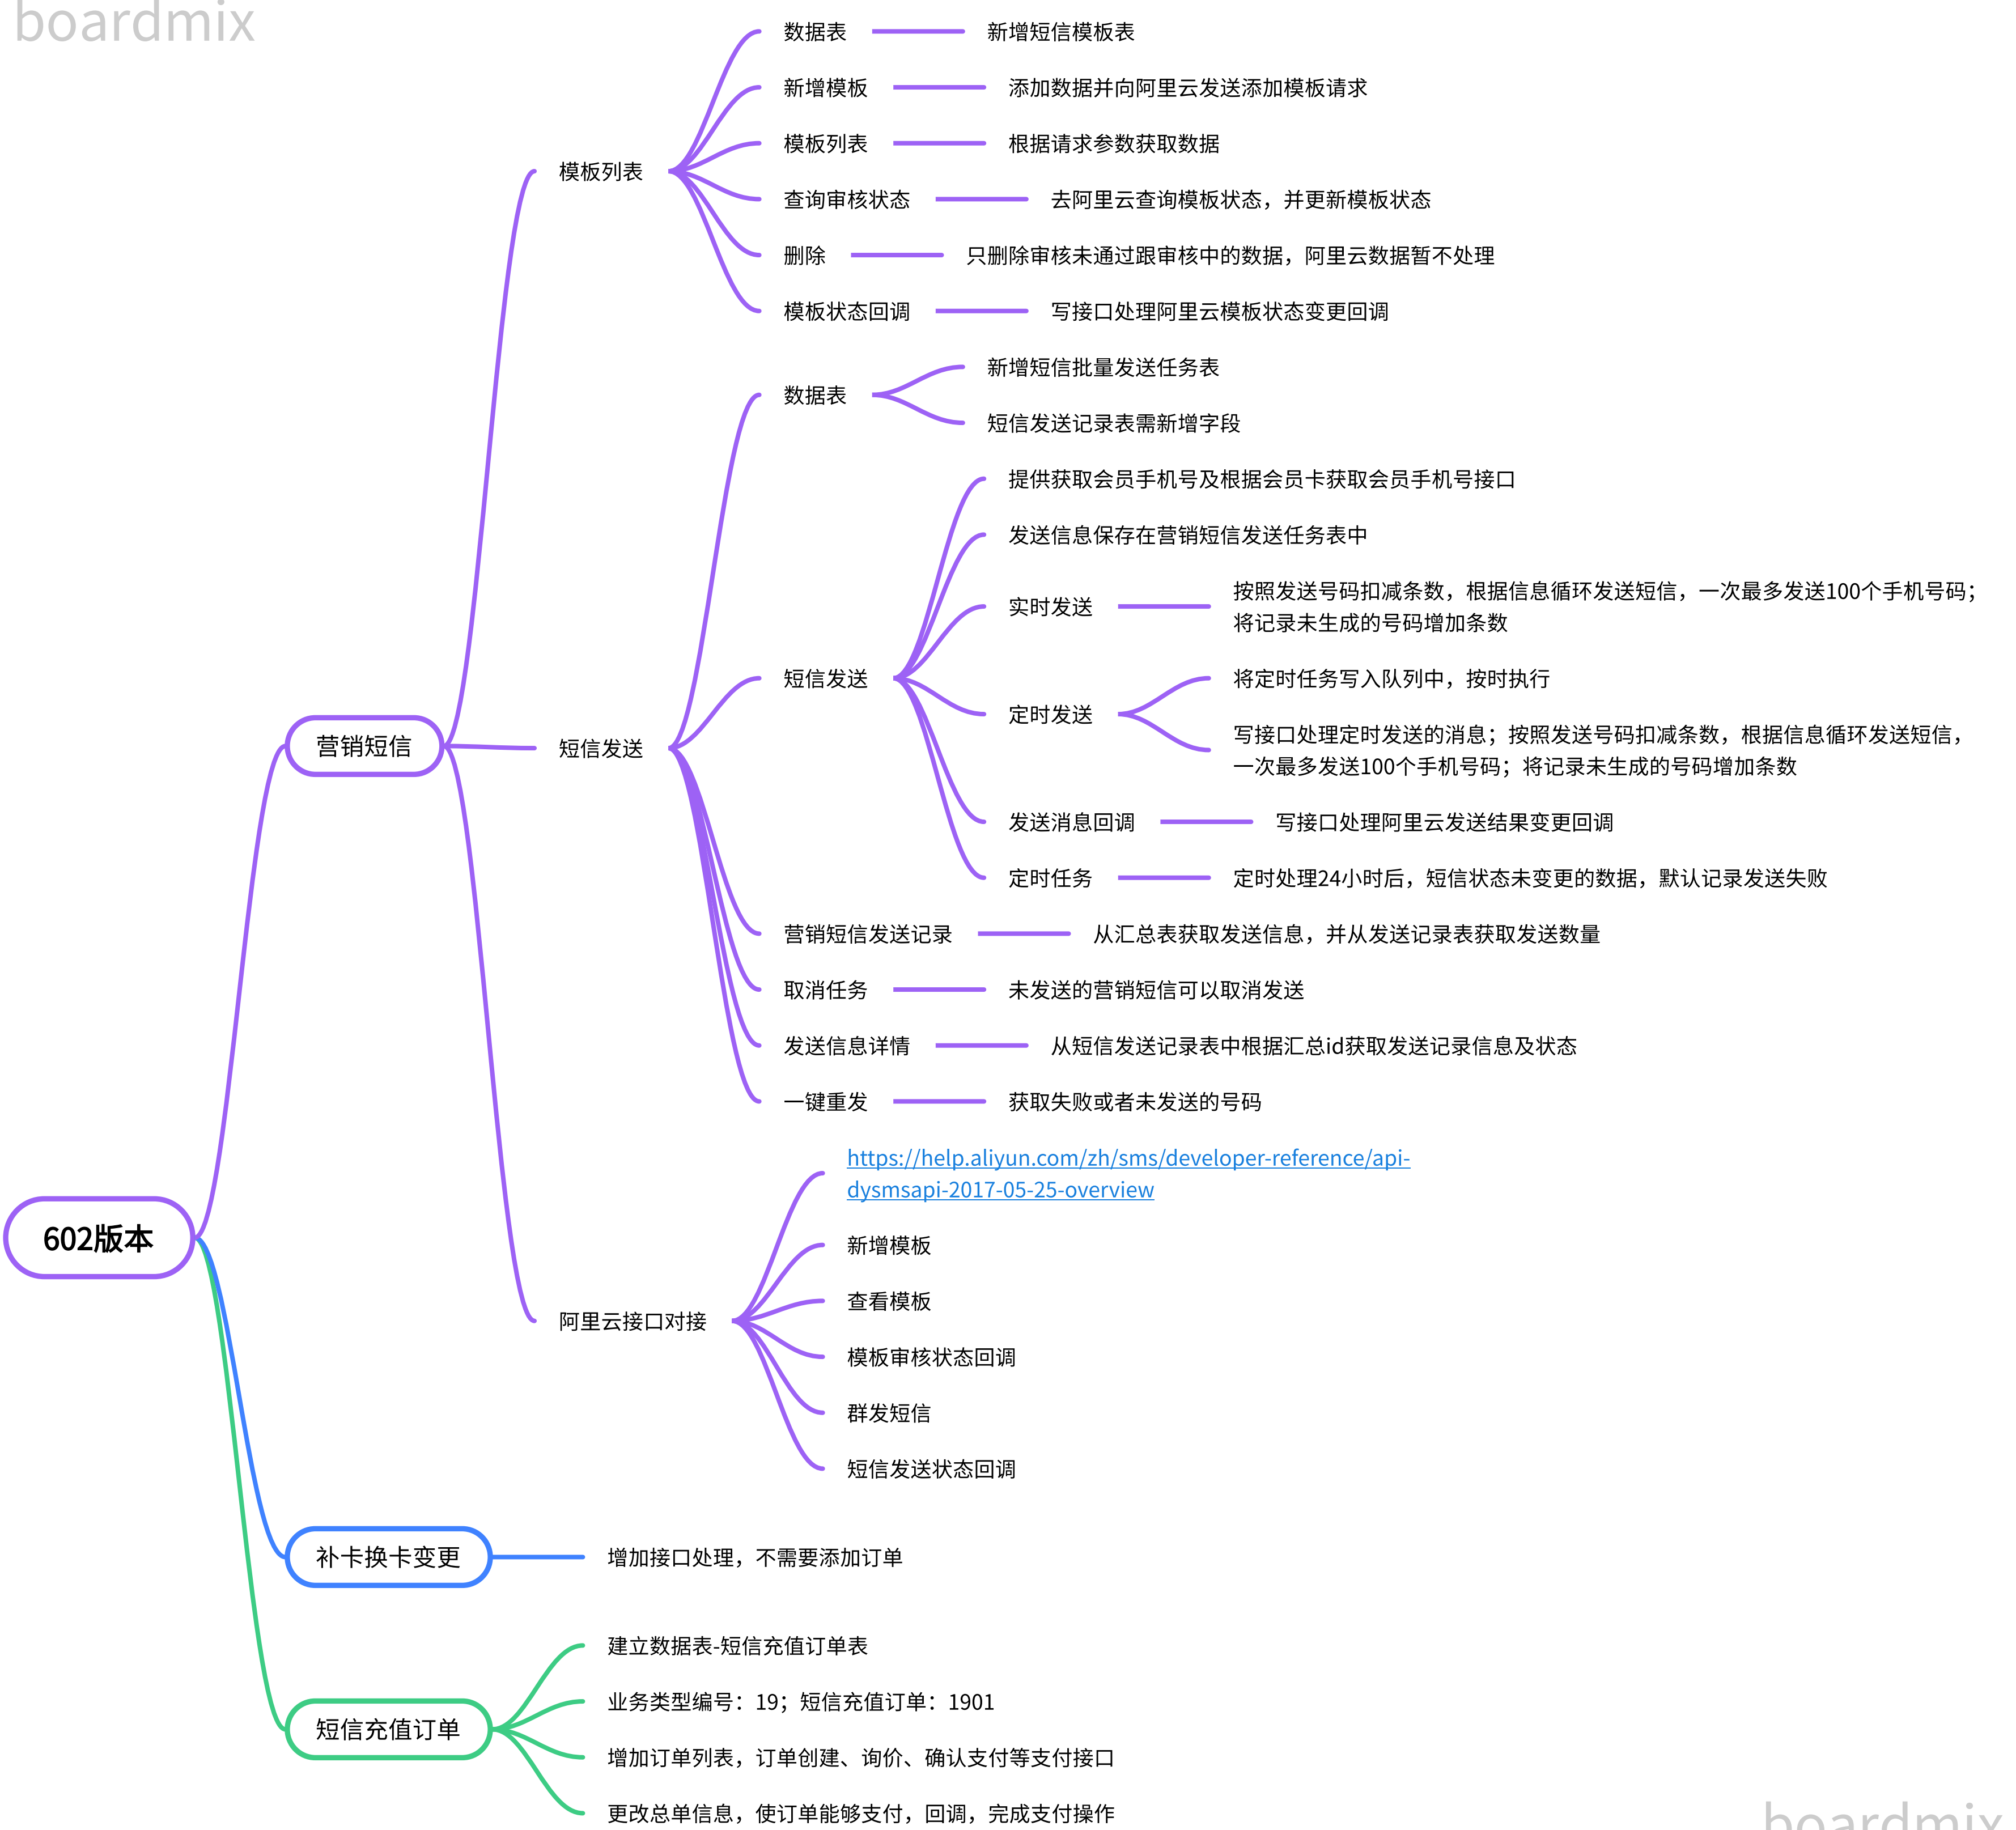 boardmix
数据表
新增短信模板表
新增模板
添加数据并向阿里云发送添加模板请求
模板列表
根据请求参数获取数据
模板列表
查询审核状态
去阿里云查询模板状态，并更新模板状态
删除
只删除审核未通过跟审核中的数据，阿里云数据暂不处理
模板状态回调
写接口处理阿里云模板状态变更回调
数据表
新增短信批量发送任务表
短信发送记录表需新增字段
提供获取会员手机号及根据会员卡获取会员手机号接口
发送信息保存在营销短信发送任务表中
实时发送
按照发送号码扣减条数，根据信息循环发送短信，一次最多发送100个手机号码；
将记录未生成的号码增加条数
短信发送
定时发送
将定时任务写入队列中，按时执行
写接口处理定时发送的消息；按照发送号码扣减条数，根据信息循环发送短信，
一次最多发送100个手机号码；将记录未生成的号码增加条数
营销短信
短信发送
发送消息回调
写接口处理阿里云发送结果变更回调
定时任务
定时处理24小时后，短信状态未变更的数据，默认记录发送失败
营销短信发送记录
从汇总表获取发送信息，并从发送记录表获取发送数量
取消任务
未发送的营销短信可以取消发送
发送信息详情
从短信发送记录表中根据汇总id获取发送记录信息及状态
一键重发
获取失败或者未发送的号码
https://help.aliyun.com/zh/sms/developer-reference/api-
dysmsapi-2017-05-25-overview
602版本
新增模板
查看模板
阿里云接口对接
模板审核状态回调
群发短信
短信发送状态回调
补卡换卡变更
增加接口处理，不需要添加订单
建立数据表-短信充值订单表
业务类型编号：19；短信充值订单：1901
短信充值订单
增加订单列表，订单创建、询价、确认支付等支付接口
更改总单信息，使订单能够支付，回调，完成支付操作
boardmix